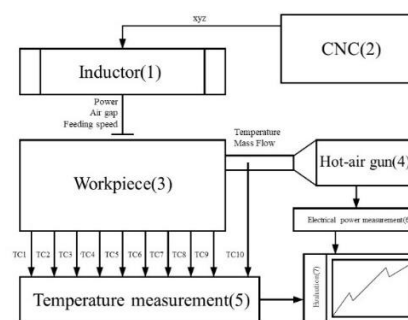 xyz
CNC(2)
Inductor(1)
Power
Air gap
Feeding speed
Temperature
Mass Flow
Hot-air gun(4)
Workpiece(3)
Electrical power measurement(6
TC1 TC2 TC3 TC4 TC5 TC6 TC7 TC8 TC9 TC10
Temperature measurement(5)
Evaluation(7)